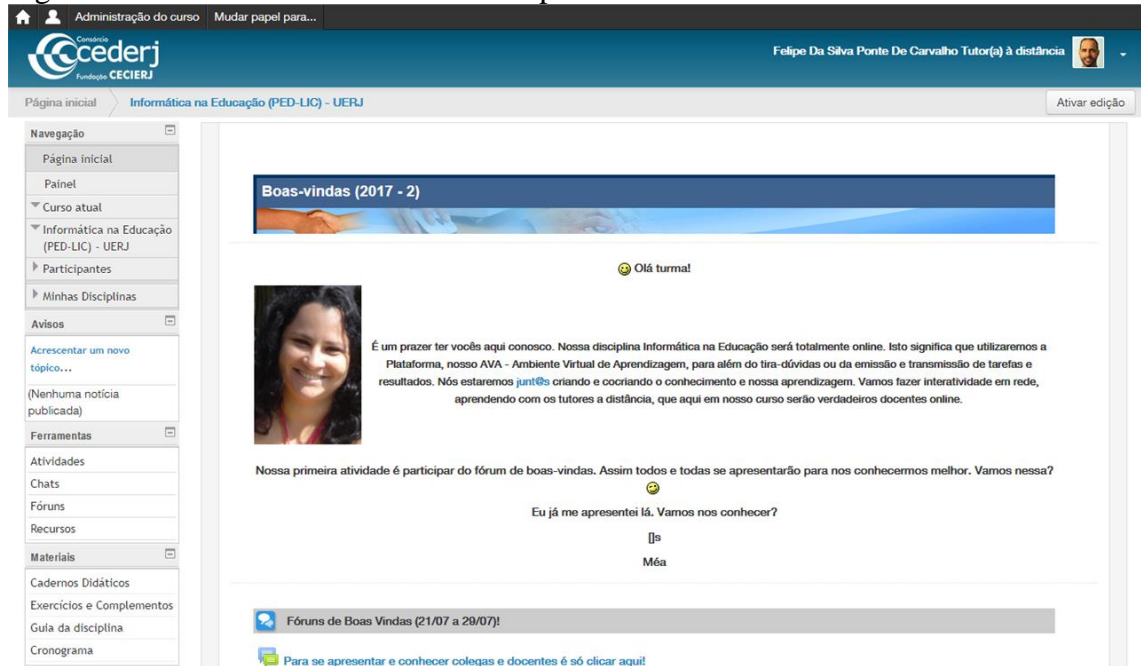 Administração do curso Mudar papel para...
Consórcio
cederj
Fundação CECIERJ
Felipe Da Silva Ponte De Carvalho Tutor(a) à distância
Página inicial Informática na Educação (PED-LIC) - UERJ
Ativar edição
Navegação
Página inicial
Painel
Curso atual
Informática na Educação
(PED-LIC) - UERJ
Participantes
Minhas Disciplinas
Avisos
Acrescentar um novo
tópico...
(Nenhuma notícia
publicada)
Ferramentas
Atividades
Chats
Fóruns
Recursos
Materiais
Cadernos Didáticos
Exercícios e Complementos
Guia da disciplina
Cronograma
Boas-vindas (2017 - 2)
Olá turma!
É um prazer ter vocês aqui conosco. Nossa disciplina Informática na Educação será totalmente online. Isto significa que utilizaremos a
Plataforma, nosso AVA - Ambiente Virtual de Aprendizagem, para além do tira-dúvidas ou da emissão e transmissão de tarefas e
resultados. Nós estaremos junt@s criando e cocriando o conhecimento e nossa aprendizagem. Vamos fazer interatividade em rede,
aprendendo com os tutores a distância, que aqui em nosso curso serão verdadeiros docentes online.
Nossa primeira atividade é participar do fórum de boas-vindas. Assim todos e todas se apresentarão para nos conhecermos melhor. Vamos nessa?
Eu já me apresentei lá. Vamos nos conhecer?
[]s
Méa
Fóruns de Boas Vindas (21/07 a 29/07)!
Para se apresentar e conhecer colegas e docentes é só clicar aqui!